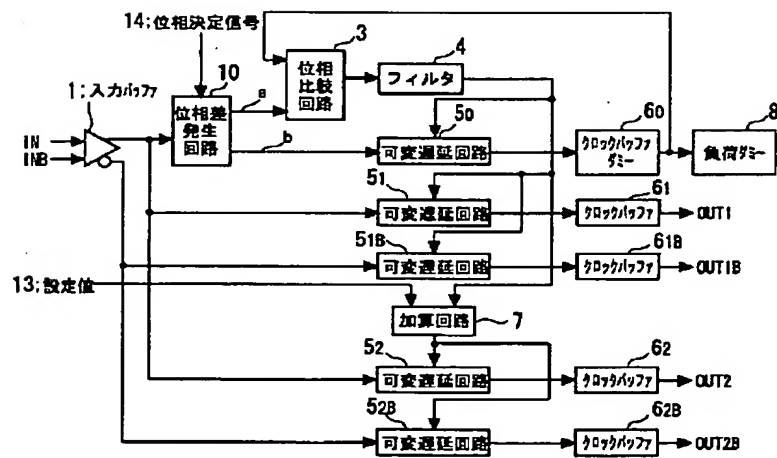 14;位相決定信号
3
位相
比較
回路
4
フィルタ
1;入力バッファ
10
位相差
発生
回路
a
b
IN
INB
50
可変遅延回路
60
クロックバッファ
ダミー
8
負荷ダミー
51
可変遅延回路
61
クロックバッファ
OUT1
51B
可変遅延回路
61B
クロックバッファ
OUT1B
13;設定値
加算回路
7
52
可変遅延回路
62
クロックバッファ
OUT2
52B
可変遅延回路
62B
クロックバッファ
OUT2B